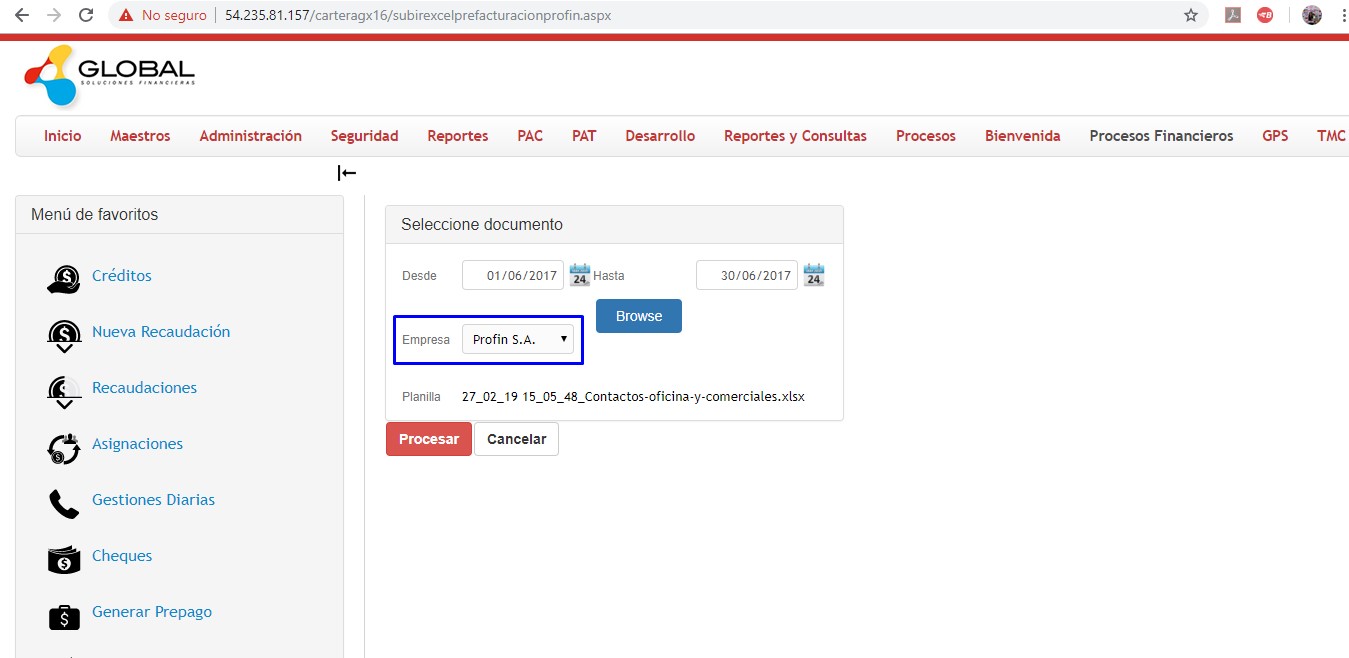 No seguro | 54.235.81.157/carteragx16/subirexcelprefacturacionprofin.aspx
GLOBAL
SOLUCIONES FINANCIERAS
Inicio Maestros Administración Seguridad Reportes PAC PAT Desarrollo Reportes y Consultas Procesos Bienvenida Procesos Financieros GPS TMC
Menú de favoritos
Créditos
Nueva Recaudación
Recaudaciones
Asignaciones
Gestiones Diarias
Cheques
Generar Prepago
Seleccione documento
Desde 01/06/2017 24 Hasta 30/06/2017 24
Browse
Empresa Profin S.A.
Planilla 27_02_19 15_05_48_Contactos-oficina-y-comerciales.xlsx
Procesar Cancelar